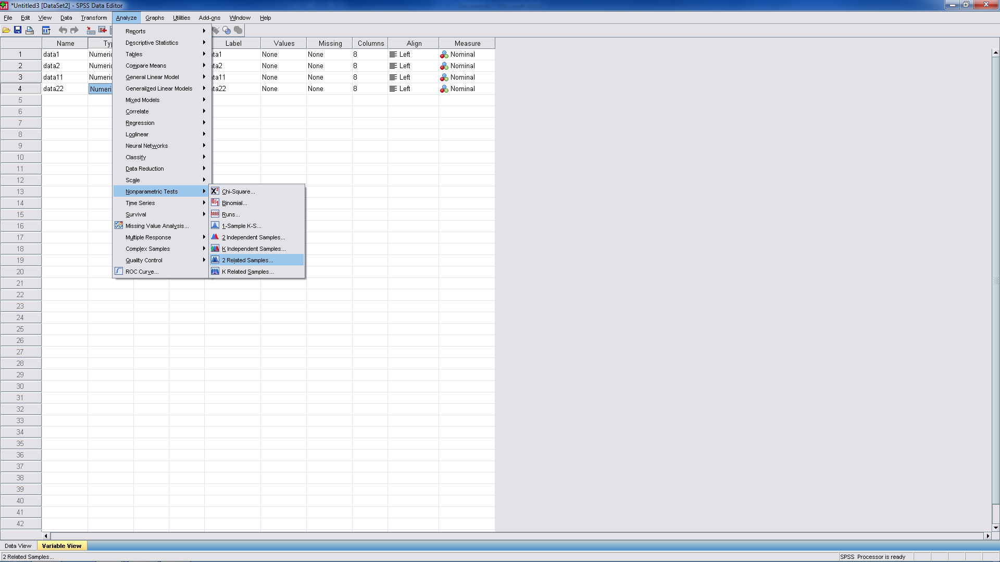 *Untitled3 [DataSet2] - SPSS Data Editor
File Edit View Data Transform Analyze Graphs Utilities Add-ons Window Help
Name Typ Label Values Missing Columns Align Measure
1 data1 Numeric ta1 None None 8 Left Nominal
2 data2 Numeric ta2 None None 8 Left Nominal
3 data11 Numeric ta11 None None 8 Left Nominal
4 data22 Numeri ta22 None None 8 Left Nominal
5
6
7
8
9
10
11
12
13
14
15
16
17
18
19
20
21
22
23
24
25
26
27
28
29
30
31
32
33
34
35
36
37
38
39
40
41
42
Reports
Descriptive Statistics
Tables
Compare Means
General Linear Model
Generalized Linear Models
Mixed Models
Correlate
Regression
Loglinear
Neural Networks
Classify
Data Reduction
Scale
Nonparametric Tests
Time Series
Survival
Missing Value Analysis...
Multiple Response
Complex Samples
Quality Control
ROC Curve...
Chi-Square...
Binomial...
Runs...
1-Sample K-S...
2 Independent Samples...
K Independent Samples...
2 Related Samples...
K Related Samples...
Data View Variable View
2 Related Samples... SPSS Processor is ready